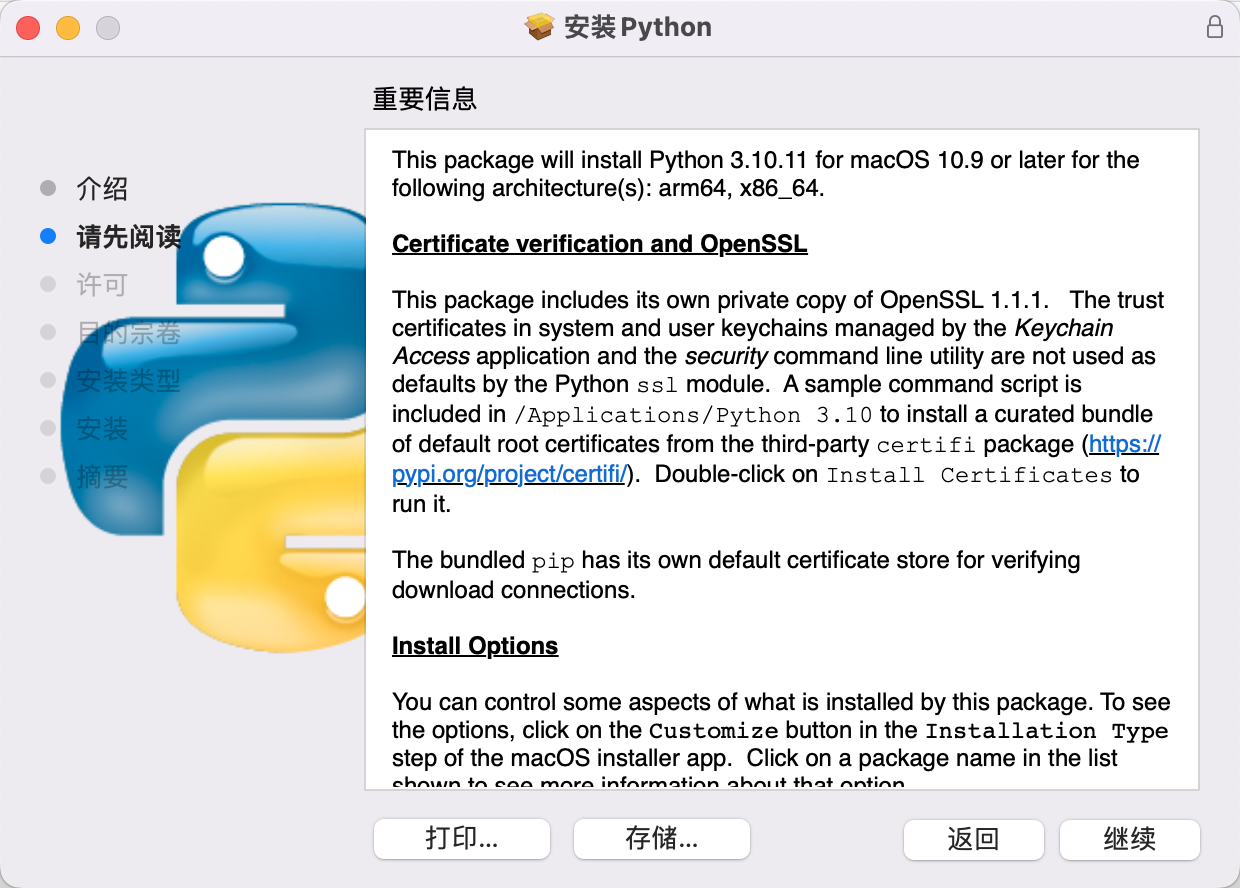 安装Python
重要信息
介绍
请先阅读
许可
目的宗卷
安装类型
安装
摘要
This package will install Python 3.10.11 for macOS 10.9 or later for the
following architecture(s): arm64, x86_64.
Certificate verification and OpenSSL
This package includes its own private copy of OpenSSL 1.1.1.   The trust
certificates in system and user keychains managed by the Keychain
Access application and the security command line utility are not used as
defaults by the Python ssl module.  A sample command script is
included in /Applications/Python 3.10 to install a curated bundle
of default root certificates from the third-party certifi package (https://
pypi.org/project/certifi/).  Double-click on Install Certificates to
run it.
The bundled pip has its own default certificate store for verifying
download connections.
Install Options
You can control some aspects of what is installed by this package. To see
the options, click on the Customize button in the Installation Type
step of the macOS installer app.  Click on a package name in the list
shown to see more information about that option.
打印...
存储...
返回
继续